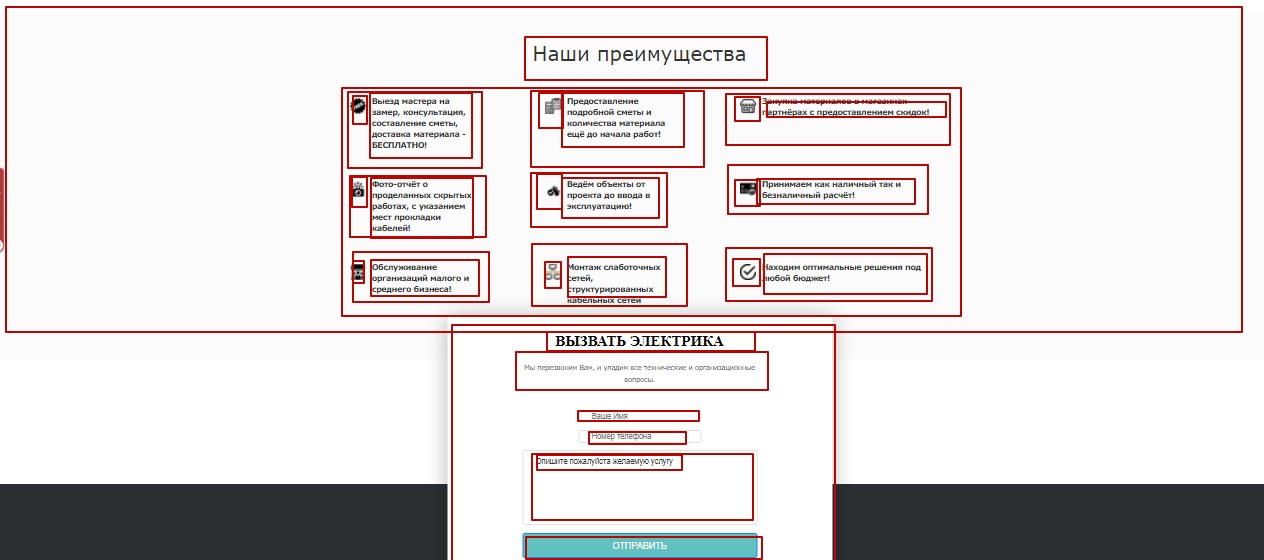 Наши преимущества
Выезд мастера на
замер, консультация,
составление сметы,
доставка материала -
БЕСПЛАТНО!
Предоставление
подробной сметы и
количества материала
ещё до начала работ!
Закупка материалов в магазинах
партнёрах с предоставлением скидок!
Фото-отчёт о
проделанных скрытых
работах, с указанием
мест прокладки
кабелей!
Ведём объекты от
проекта до ввода в
эксплуатацию!
Принимаем как наличный так и
безналичный расчёт!
Обслуживание
организаций малого и
среднего бизнеса!
Монтаж слаботочных
сетей,
структурированных
кабельных сетей
Находим оптимальные решения под
любой бюджет!
ВЫЗВАТЬ ЭЛЕКТРИКА
Мы перезвоним Вам, и уладим все технические и организационные
вопросы.
Ваше Имя
Номер телефона
Опишите пожалуйста желаемую услугу
ОТПРАВИТЬ